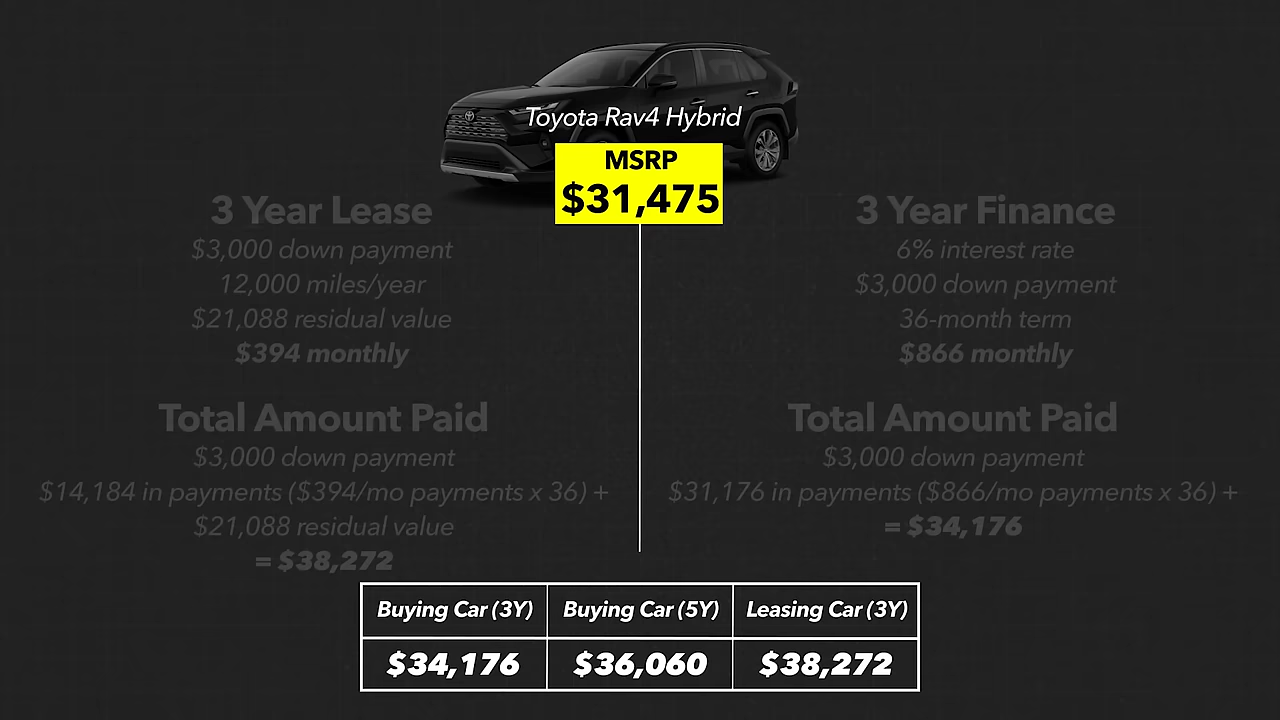 Toyota Rav4 Hybrid
MSRP
$31,475
3 Year Lease
$3,000 down payment
12,000 miles/year
$21,088 residual value
$394 monthly
Total Amount Paid
$3,000 down payment
$14,184 in payments ($394/mo payments x 36) +
$21,088 residual value
= $38,272
3 Year Finance
6% interest rate
$3,000 down payment
36-month term
$866 monthly
Total Amount Paid
$3,000 down payment
$31,176 in payments ($866/mo payments x 36) +
= $34,176
Buying Car (3Y) Buying Car (5Y) Leasing Car (3Y)
$34,176 $36,060 $38,272